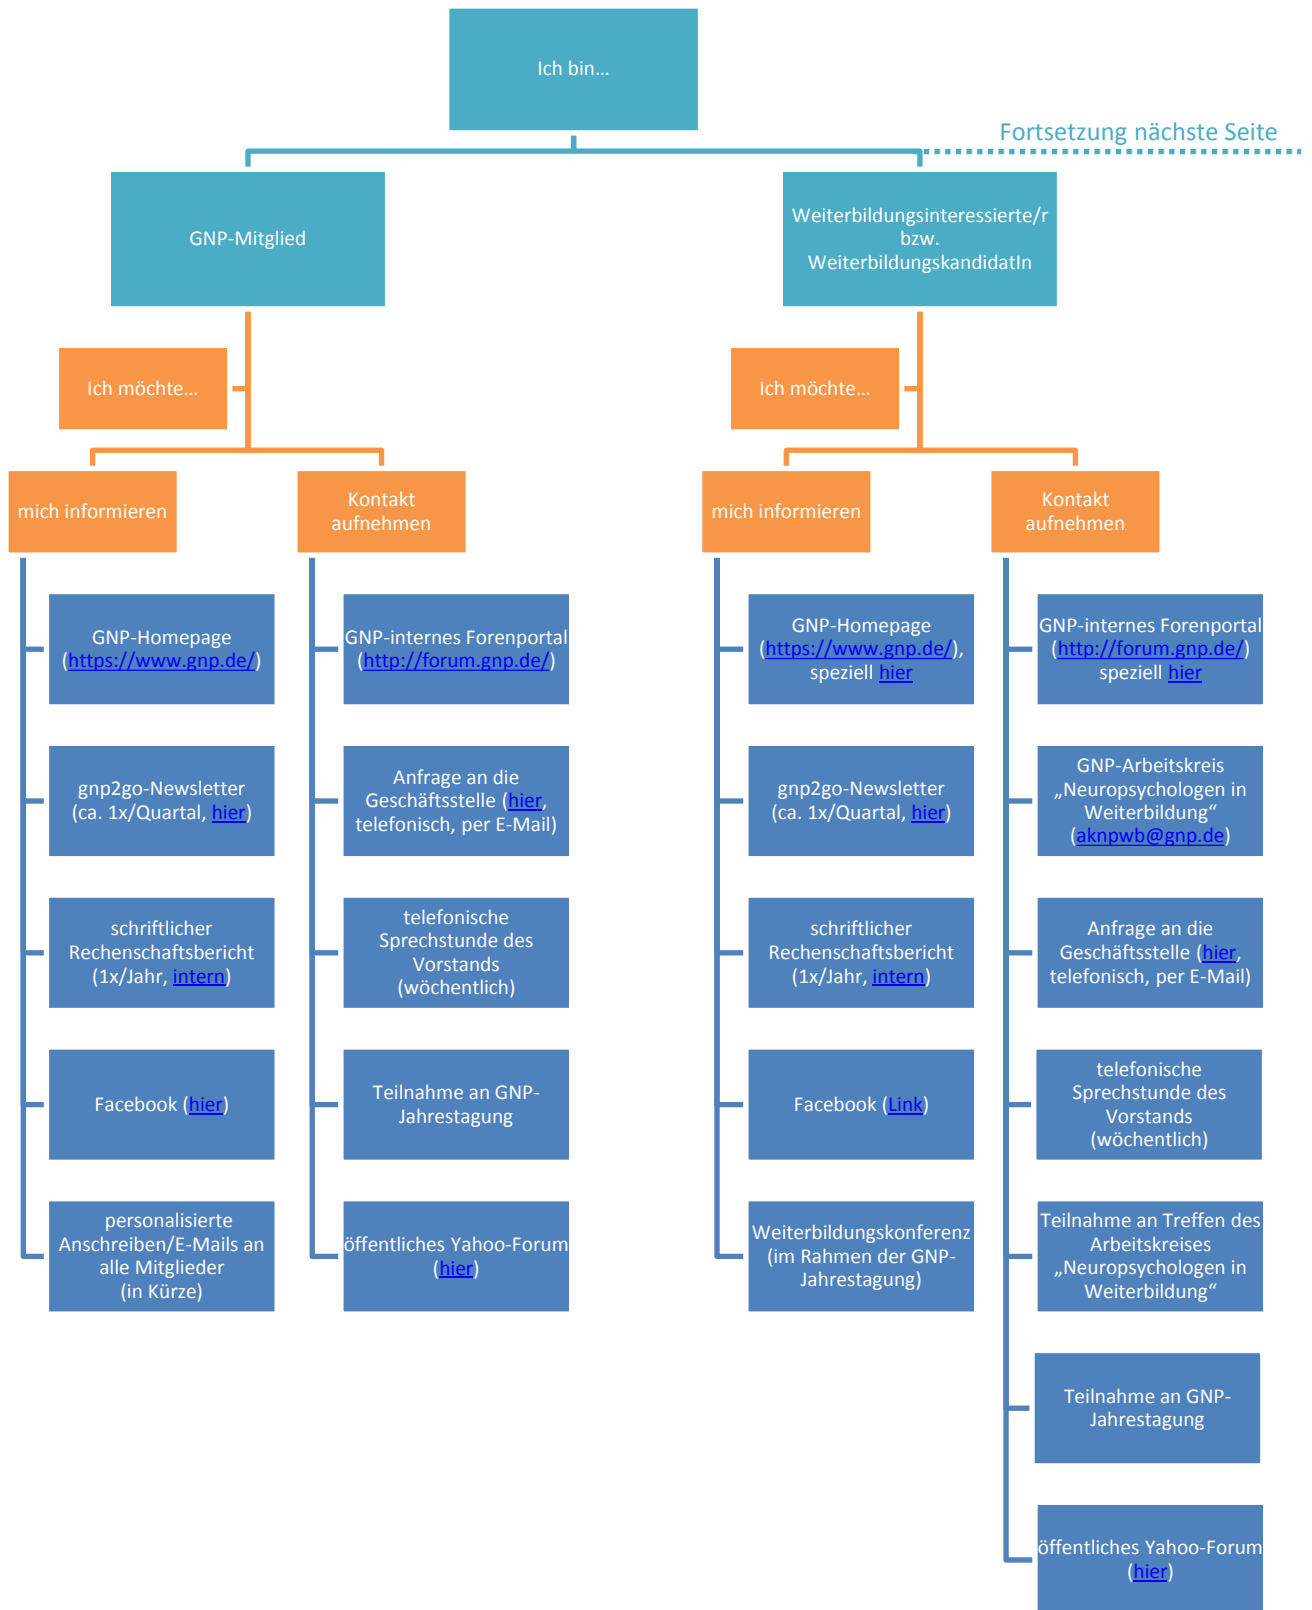 Ich bin...
Fortsetzung nächste Seite
GNP-Mitglied
Ich möchte...
mich informieren
GNP-Homepage
(https://www.gnp.de/)
gnp2go-Newsletter
(ca. 1x/Quartal, hier)
schriftlicher
Rechenschaftsbericht
(1x/Jahr, intern)
Facebook (hier)
personalisierte
Anschreiben/E-Mails an
alle Mitglieder
(in Kürze)
Kontakt
aufnehmen
GNP-internes Forenportal
(http://forum.gnp.de/)
Anfrage an die
Geschäftsstelle (hier,
telefonisch, per E-Mail)
telefonische
Sprechstunde des
Vorstands
(wöchentlich)
Teilnahme an GNP-
Jahrestagung
öffentliches Yahoo-Forum
(hier)
Weiterbildungsinteressierte/r
bzw.
WeiterbildungskandidatIn
Ich möchte...
mich informieren
GNP-Homepage
(https://www.gnp.de/),
speziell hier
gnp2go-Newsletter
(ca. 1x/Quartal, hier)
schriftlicher
Rechenschaftsbericht
(1x/Jahr, intern)
Facebook (Link)
Weiterbildungskonferenz
(im Rahmen der GNP-
Jahrestagung)
Kontakt
aufnehmen
GNP-internes Forenportal
(http://forum.gnp.de/)
speziell hier
GNP-Arbeitskreis
„Neuropsychologen in
Weiterbildung“
(aknpwb@gnp.de)
Anfrage an die
Geschäftsstelle (hier,
telefonisch, per E-Mail)
telefonische
Sprechstunde des
Vorstands
(wöchentlich)
Teilnahme an Treffen des
Arbeitskreises
„Neuropsychologen in
Weiterbildung“
Teilnahme an GNP-
Jahrestagung
öffentliches Yahoo-Forum
(hier)